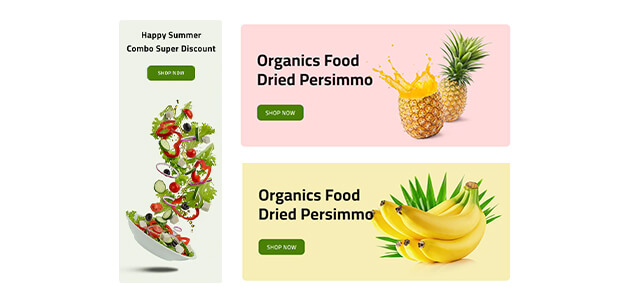 Happy Summer
Combo Super Discount
SHOP NOW
Organics Food
Dried Persimmo
SHOP NOW
Organics Food
Dried Persimmo
SHOP NOW